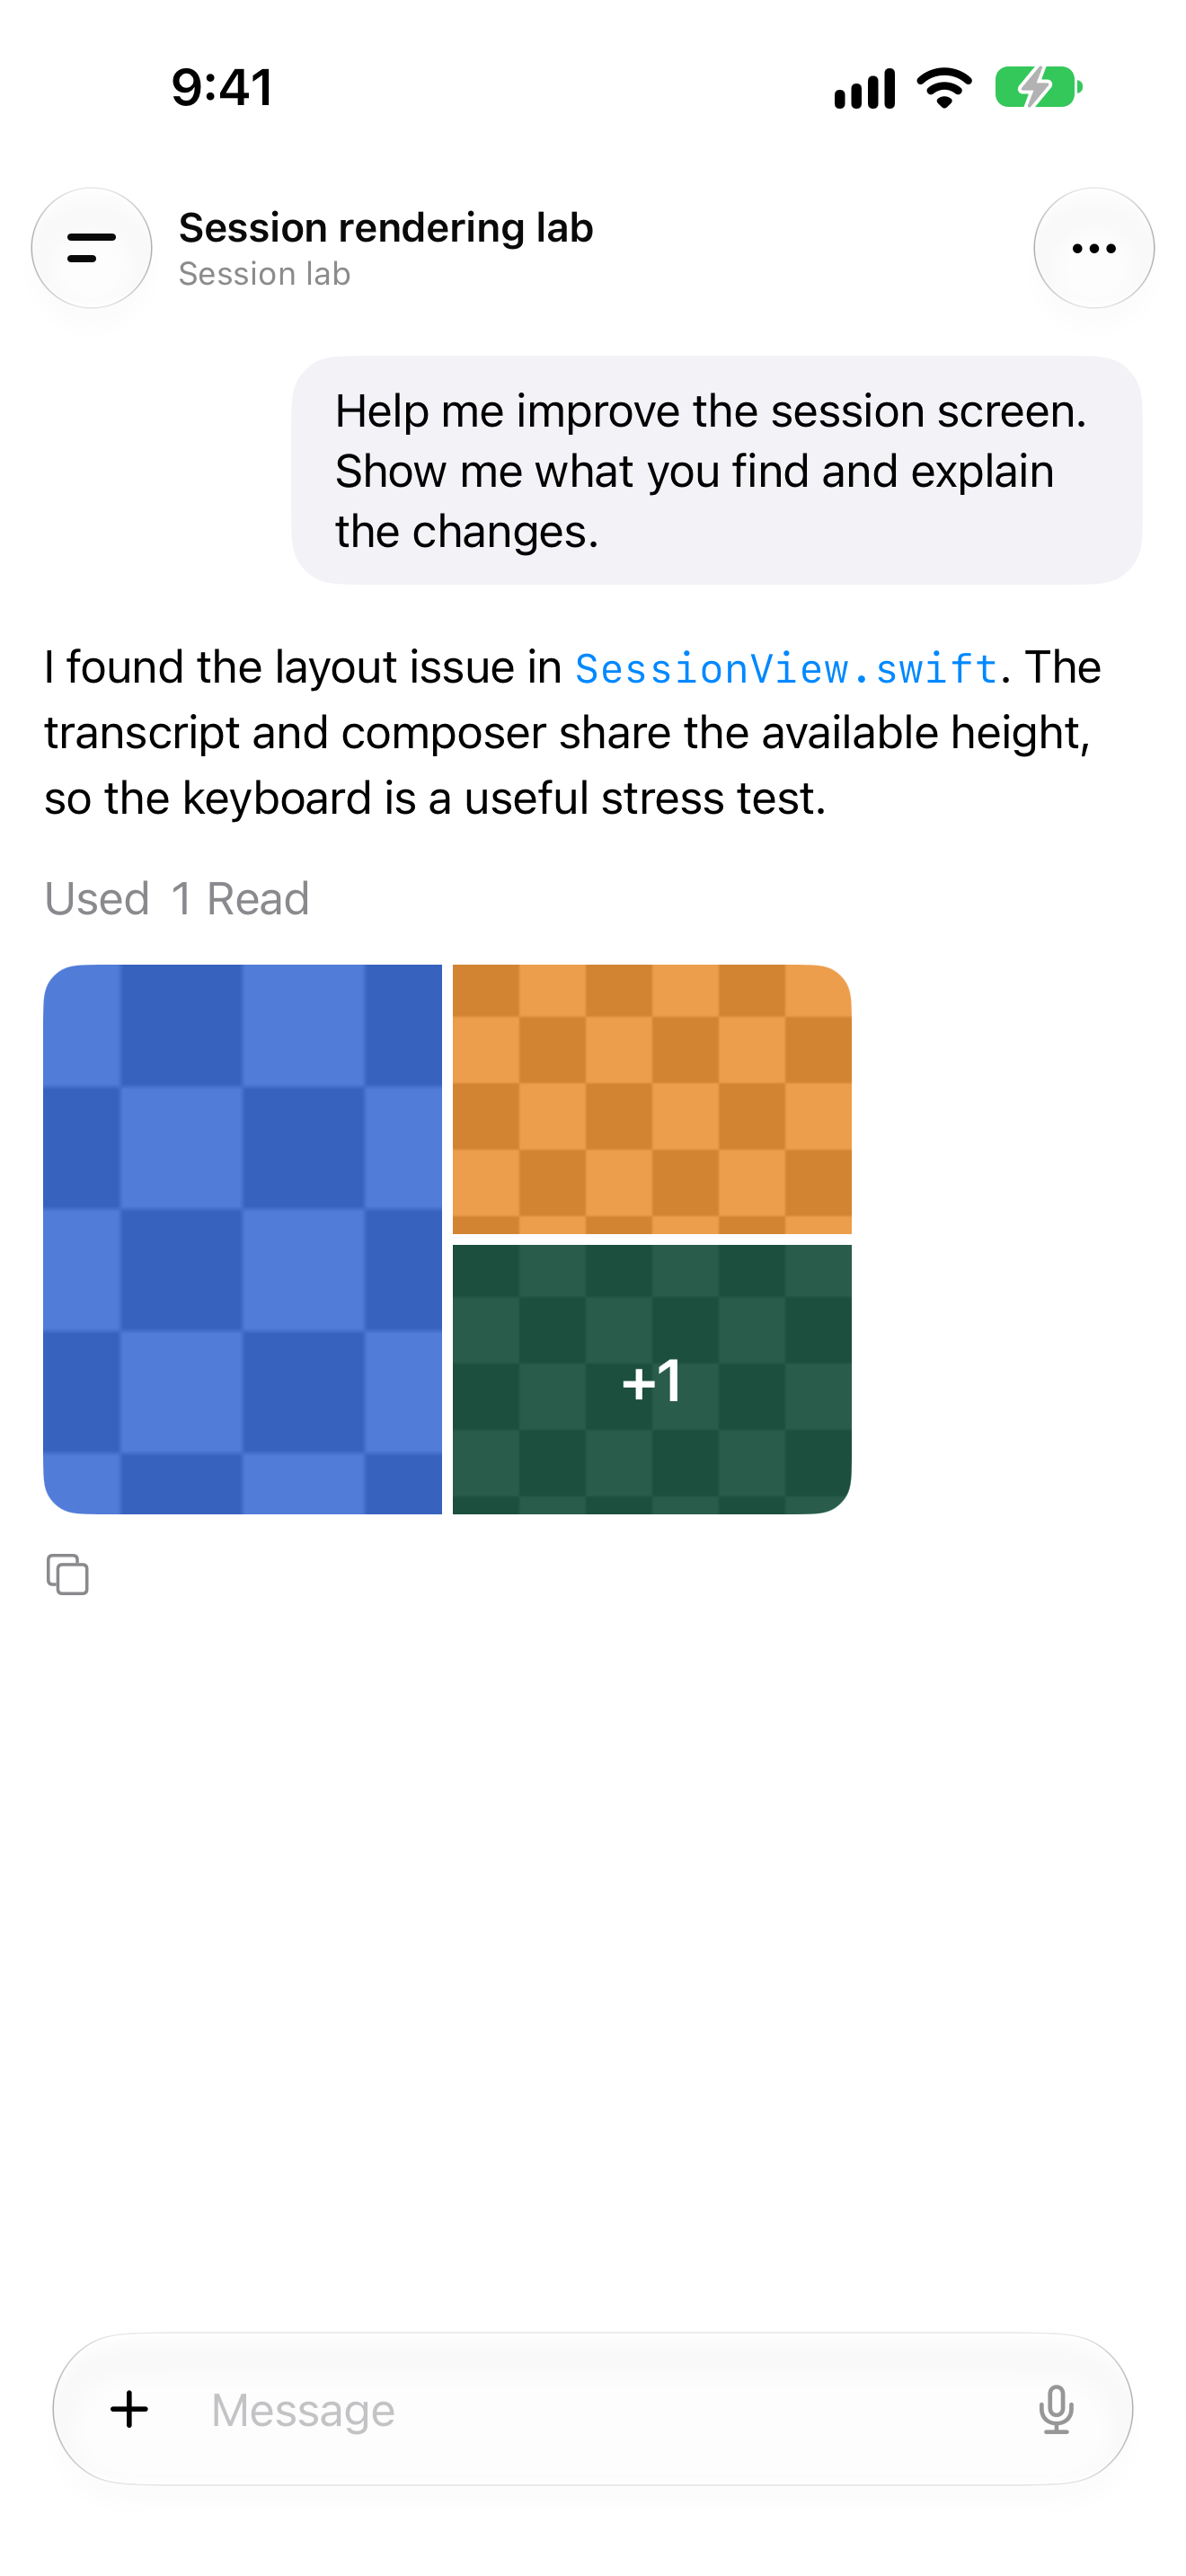 9:41
Session rendering lab
Session lab
Help me improve the session screen.
Show me what you find and explain
the changes.
I found the layout issue in SessionView.swift. The
transcript and composer share the available height,
so the keyboard is a useful stress test.
Used 1 Read
+1
Message